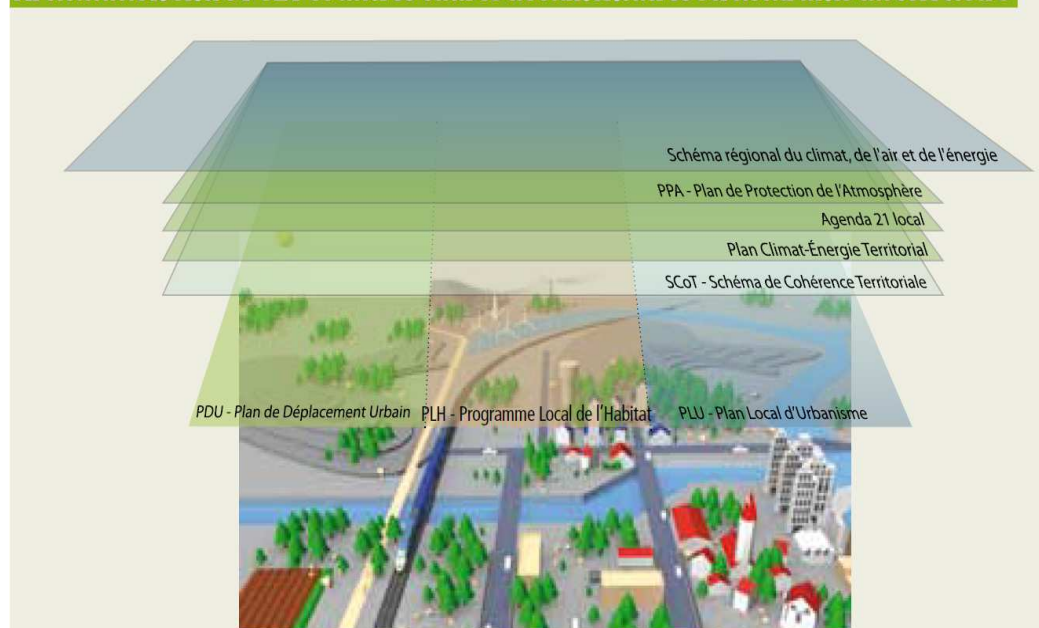 Schéma régional du climat, de l'air et de l'énergie
PPA - Plan de Protection de l'Atmosphère
Agenda 21 local
Plan Climat-Énergie Territorial
SCoT - Schéma de Cohérence Territoriale
PDU - Plan de Déplacement Urbain
PLH - Programme Local de l'Habitat
PLU - Plan Local d'Urbanisme